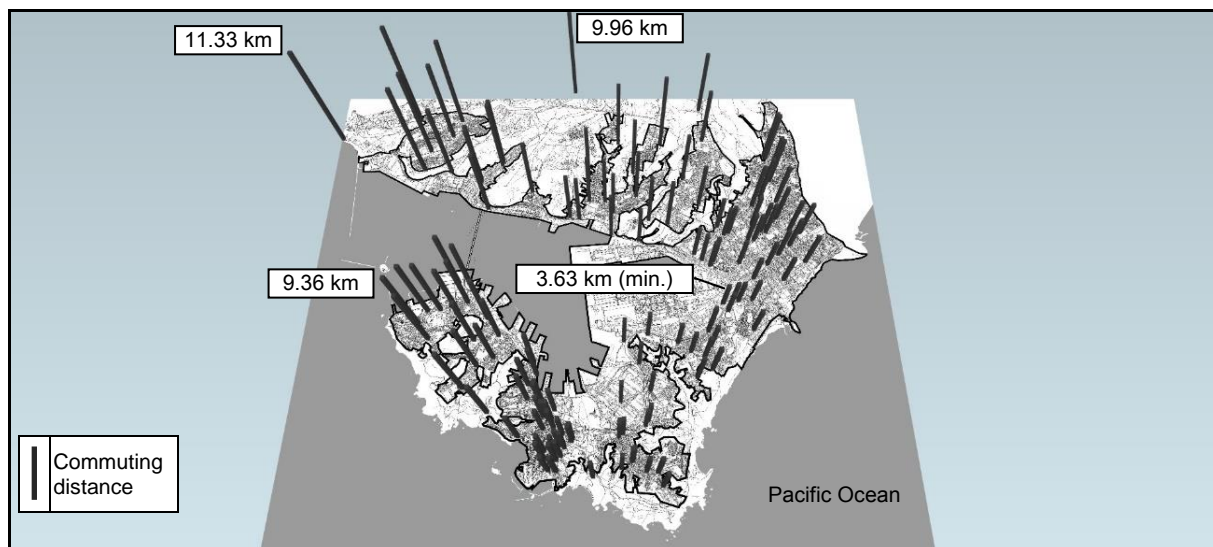 11.33 km
9.96 km
9.36 km
3.63 km (min.)
Commuting
distance
Pacific Ocean